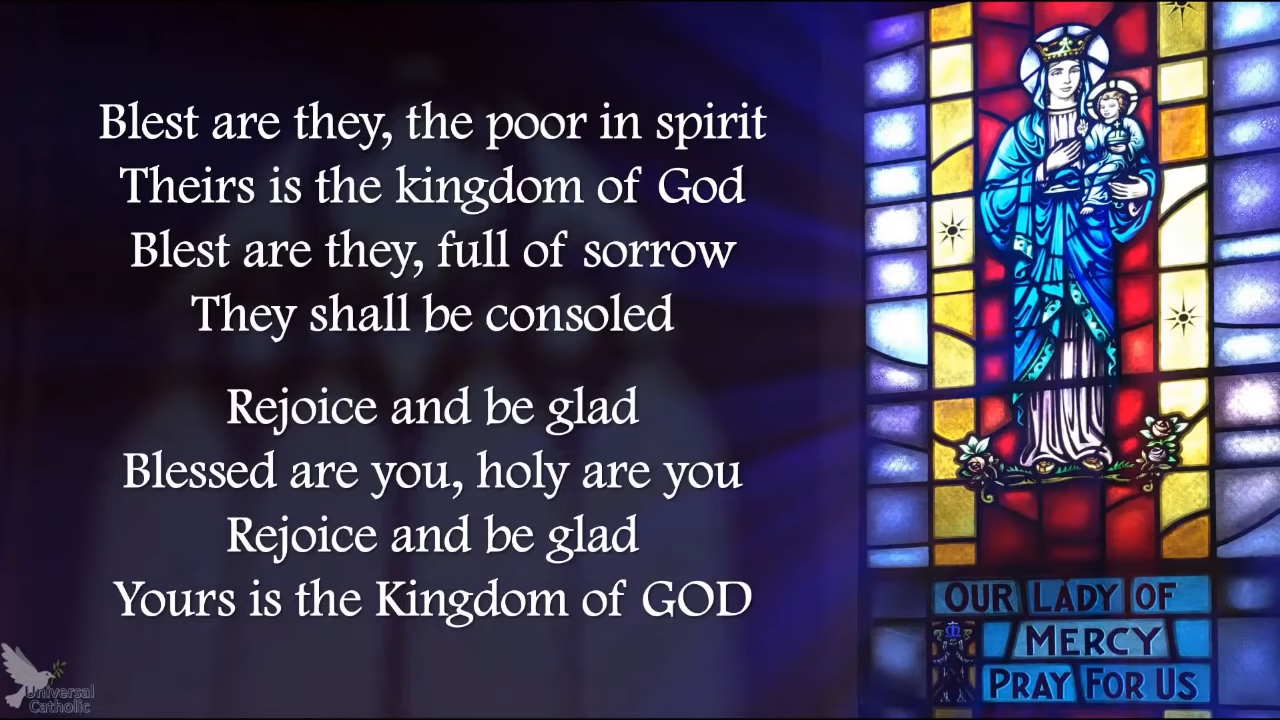 Blest are they, the poor in spirit
Theirs is the kingdom of God
Blest are they, full of sorrow
They shall be consoled
Rejoice and be glad
Blessed are you, holy are you
Rejoice and be glad
Yours is the Kingdom of GOD
OUR LADY OF
MERCY
PRAY FOR US
Universal
Catholic